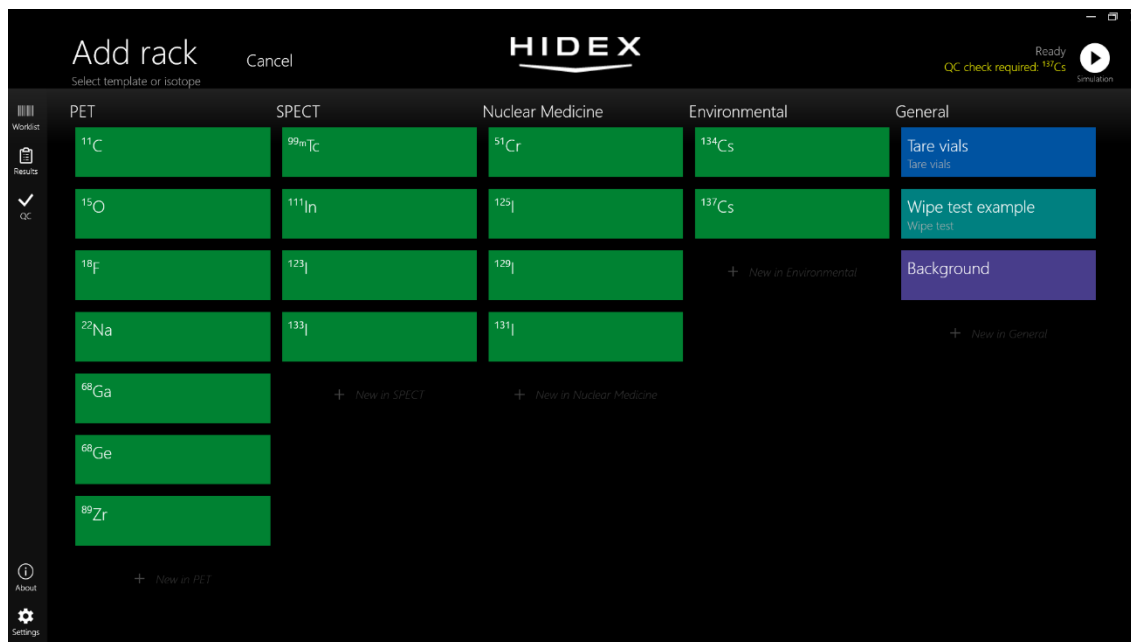 Add rack
Cancel
Select template or isotope
HIDEX
Ready
QC check required: ¹³⁷Cs
Simulation
Worklist
Results
QC
About
Settings
PET
¹¹C
¹⁵O
¹⁸F
²²Na
⁶⁸Ga
⁶⁸Ge
⁸⁹Zr
+ New in PET
SPECT
⁹⁹ᵐTc
¹¹¹In
¹²³I
¹³³I
+ New in SPECT
Nuclear Medicine
⁵¹Cr
¹²⁵I
¹²⁹I
¹³¹I
+ New in Nuclear Medicine
Environmental
¹³⁴Cs
¹³⁷Cs
+ New in Environmental
General
Tare vials
Tare vials
Wipe test example
Wipe test
Background
+ New in General